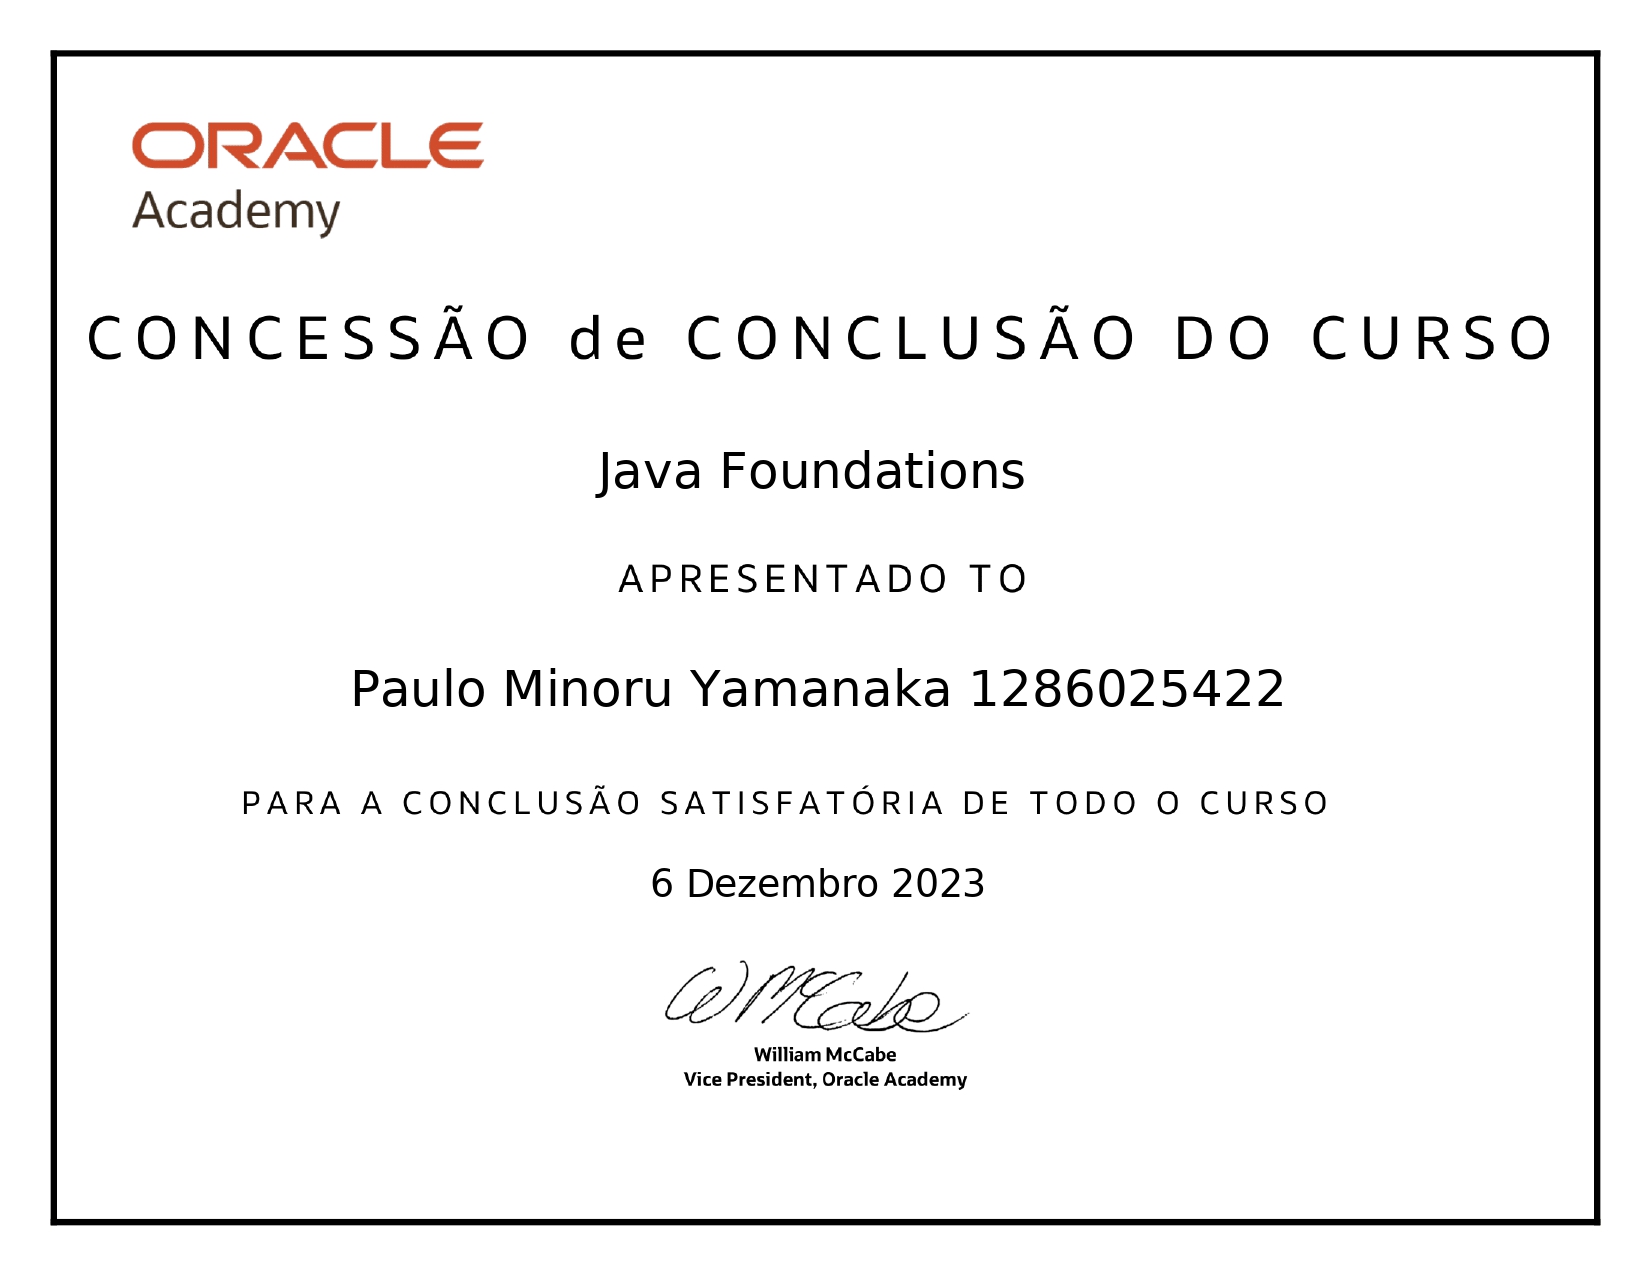 ORACLE
Academy
CONCESSÃO de CONCLUSÃO DO CURSO
Java Foundations
APRESENTADO TO
Paulo Minoru Yamanaka 1286025422
PARA A CONCLUSÃO SATISFATÓRIA DE TODO O CURSO
6 Dezembro 2023
W McCabe
William McCabe
Vice President, Oracle Academy